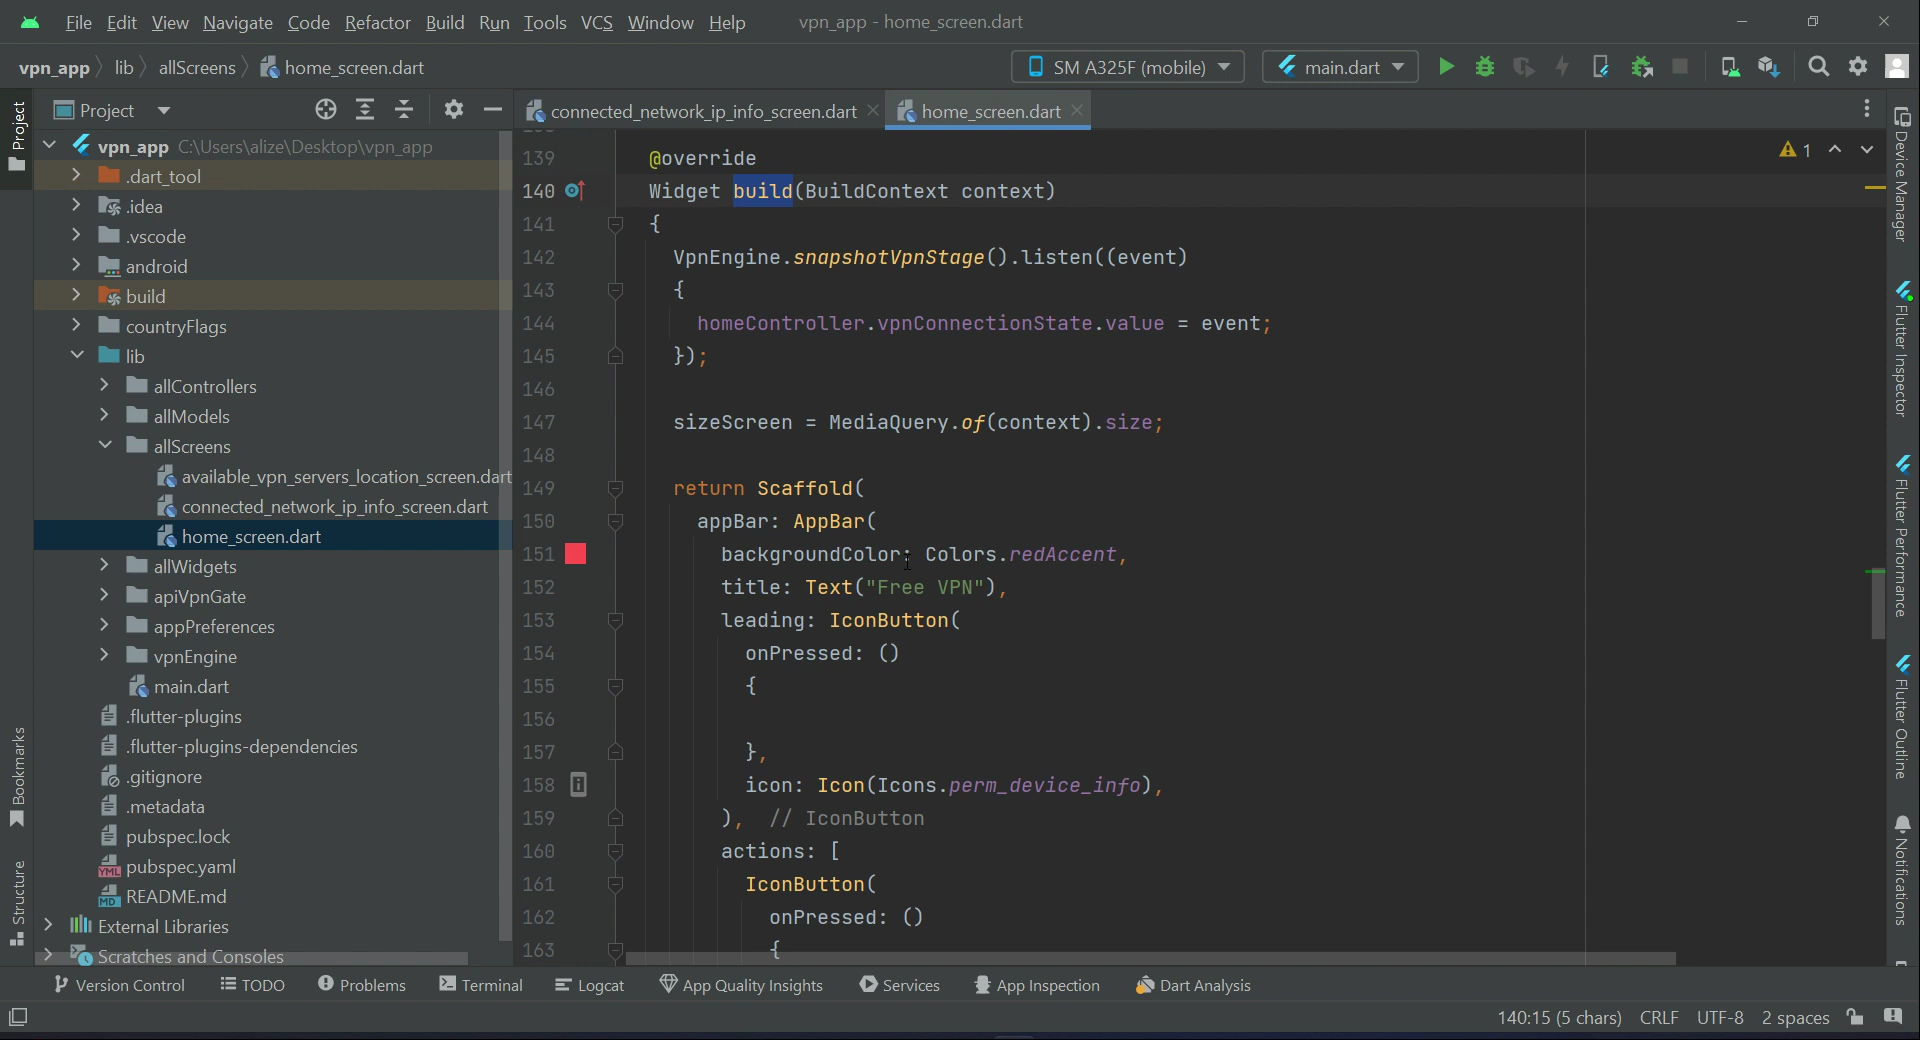 File Edit View Navigate Code Refactor Build Run Tools VCS Window Help vpn_app - home_screen.dart
vpn_app lib allScreens home_screen.dart SM A325F (mobile) main.dart
Project
Project
connected_network_ip_info_screen.dart home_screen.dart
vpn_app C:\Users\alize\Desktop\vpn_app
.dart_tool
.idea
.vscode
android
build
countryFlags
lib
allControllers
allModels
allScreens
available_vpn_servers_location_screen.dart
connected_network_ip_info_screen.dart
home_screen.dart
allWidgets
apiVpnGate
appPreferences
vpnEngine
main.dart
.flutter-plugins
.flutter-plugins-dependencies
.gitignore
.metadata
pubspec.lock
pubspec.yaml
README.md
External Libraries
Scratches and Consoles
Bookmarks
Structure
1
139 @override
140 Widget build(BuildContext context)
141 {
142 VpnEngine.snapshotVpnStage().listen((event)
143 {
144 homeController.vpnConnectionState.value = event;
145 });
146
147 sizeScreen = MediaQuery.of(context).size;
148
149 return Scaffold(
150 appBar: AppBar(
151 backgroundColor: Colors.redAccent,
152 title: Text("Free VPN"),
153 leading: IconButton(
154 onPressed: ()
155 {
156
157 },
158 icon: Icon(Icons.perm_device_info),
159 ), // IconButton
160 actions: [
161 IconButton(
162 onPressed: ()
163 {
Device Manager
Flutter Inspector
Flutter Performance
Flutter Outline
Notifications
Version Control TODO Problems Terminal Logcat App Quality Insights Services App Inspection Dart Analysis
140:15 (5 chars) CRLF UTF-8 2 spaces